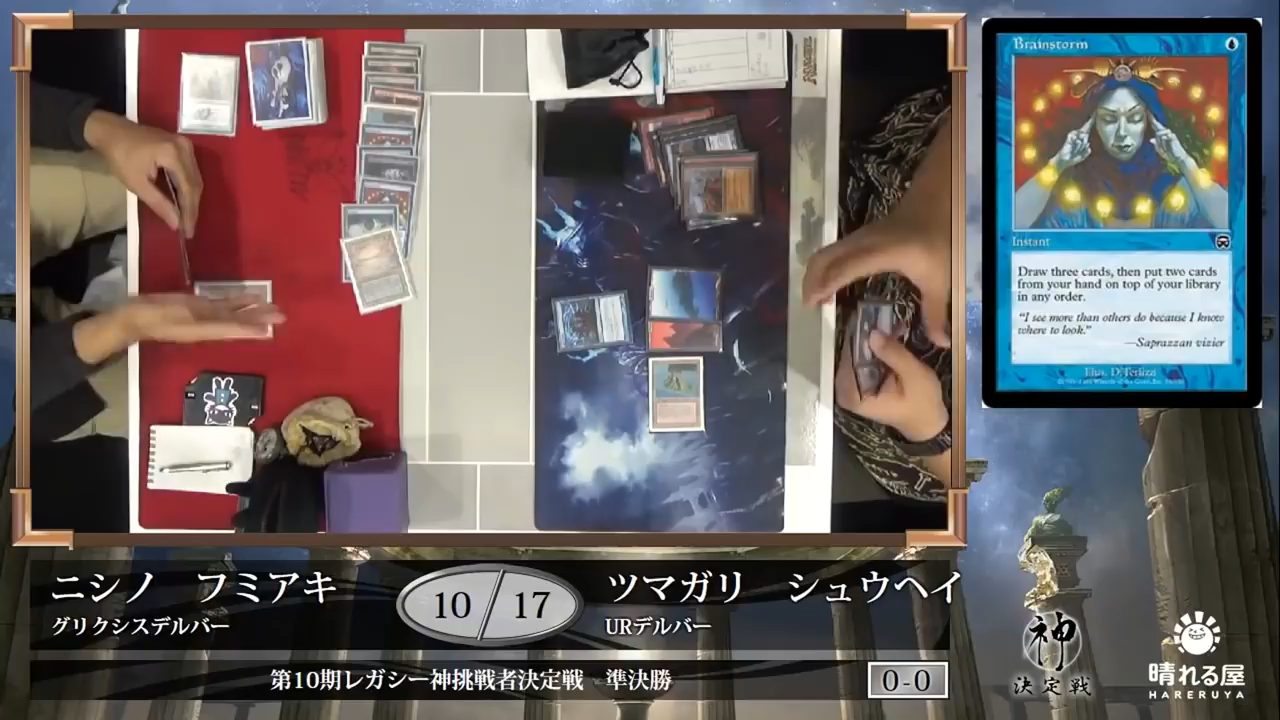 Brainstorm
Instant
Draw three cards, then put two cards
from your hand on top of your library
in any order.
"I see more than others do because I know
where to look."
—Saprazzan vizier
Illus. D.Terlizzi
ニシノ フミアキ
グリクシスデルバー
10/17
ツマガリ シュウヘイ
URデルバー
第10期レガシー神挑戦者決定戦 準決勝
0-0
神
決定戦
晴れる屋
HARERUYA